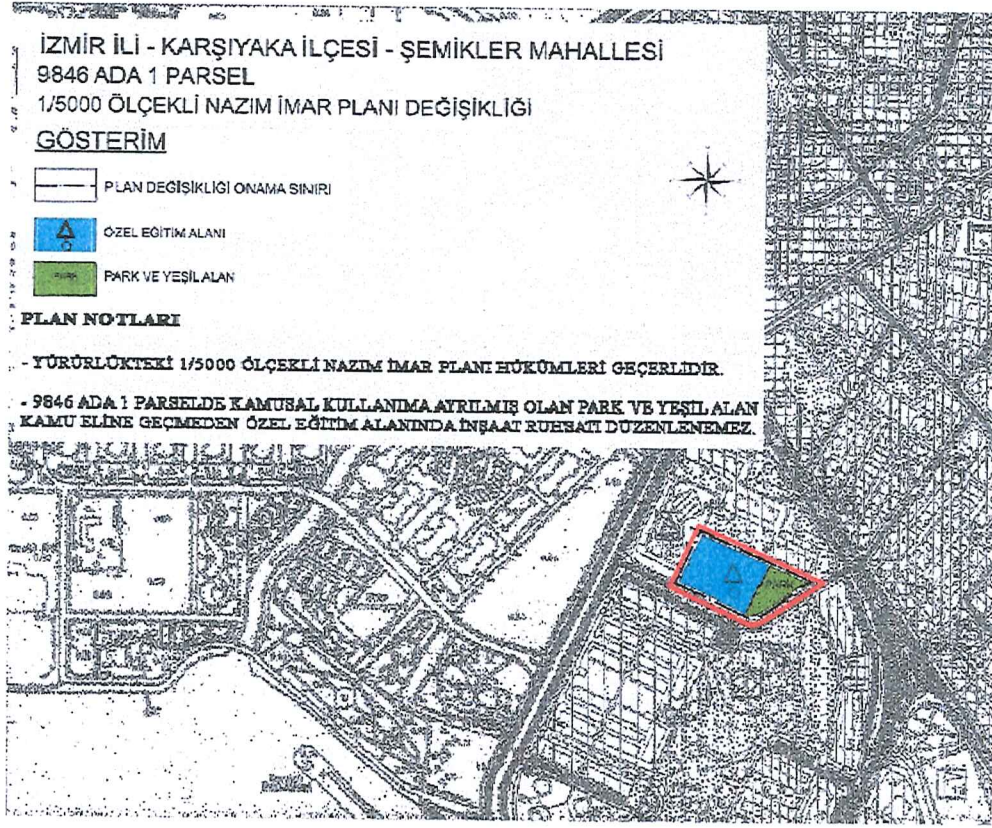 İZMİR İLİ - KARŞIYAKA İLÇESİ - ŞEMİKLER MAHALLESİ
9846 ADA 1 PARSEL
1/5000 ÖLÇEKLİ NAZIM İMAR PLANI DEĞİŞİKLİĞİ
GÖSTERİM
PLAN DEĞİŞİKLİĞİ ONAMA SINIRI
ÖZEL EĞİTİM ALANI
PARK
PARK VE YEŞİL ALAN
PLAN NOTLARI
- YÜRÜRLÜKTEKİ 1/5000 ÖLÇEKLİ NAZIM İMAR PLANI HÜKÜMLERİ GEÇERLİDİR.
- 9846 ADA 1 PARSELDE KAMUSAL KULLANIMA AYRILMIŞ OLAN PARK VE YEŞİL ALAN
KAMU ELİNE GEÇMEDEN ÖZEL EĞİTİM ALANINDA İNŞAAT RUHSATI DÜZENLENEMEZ.
PARK